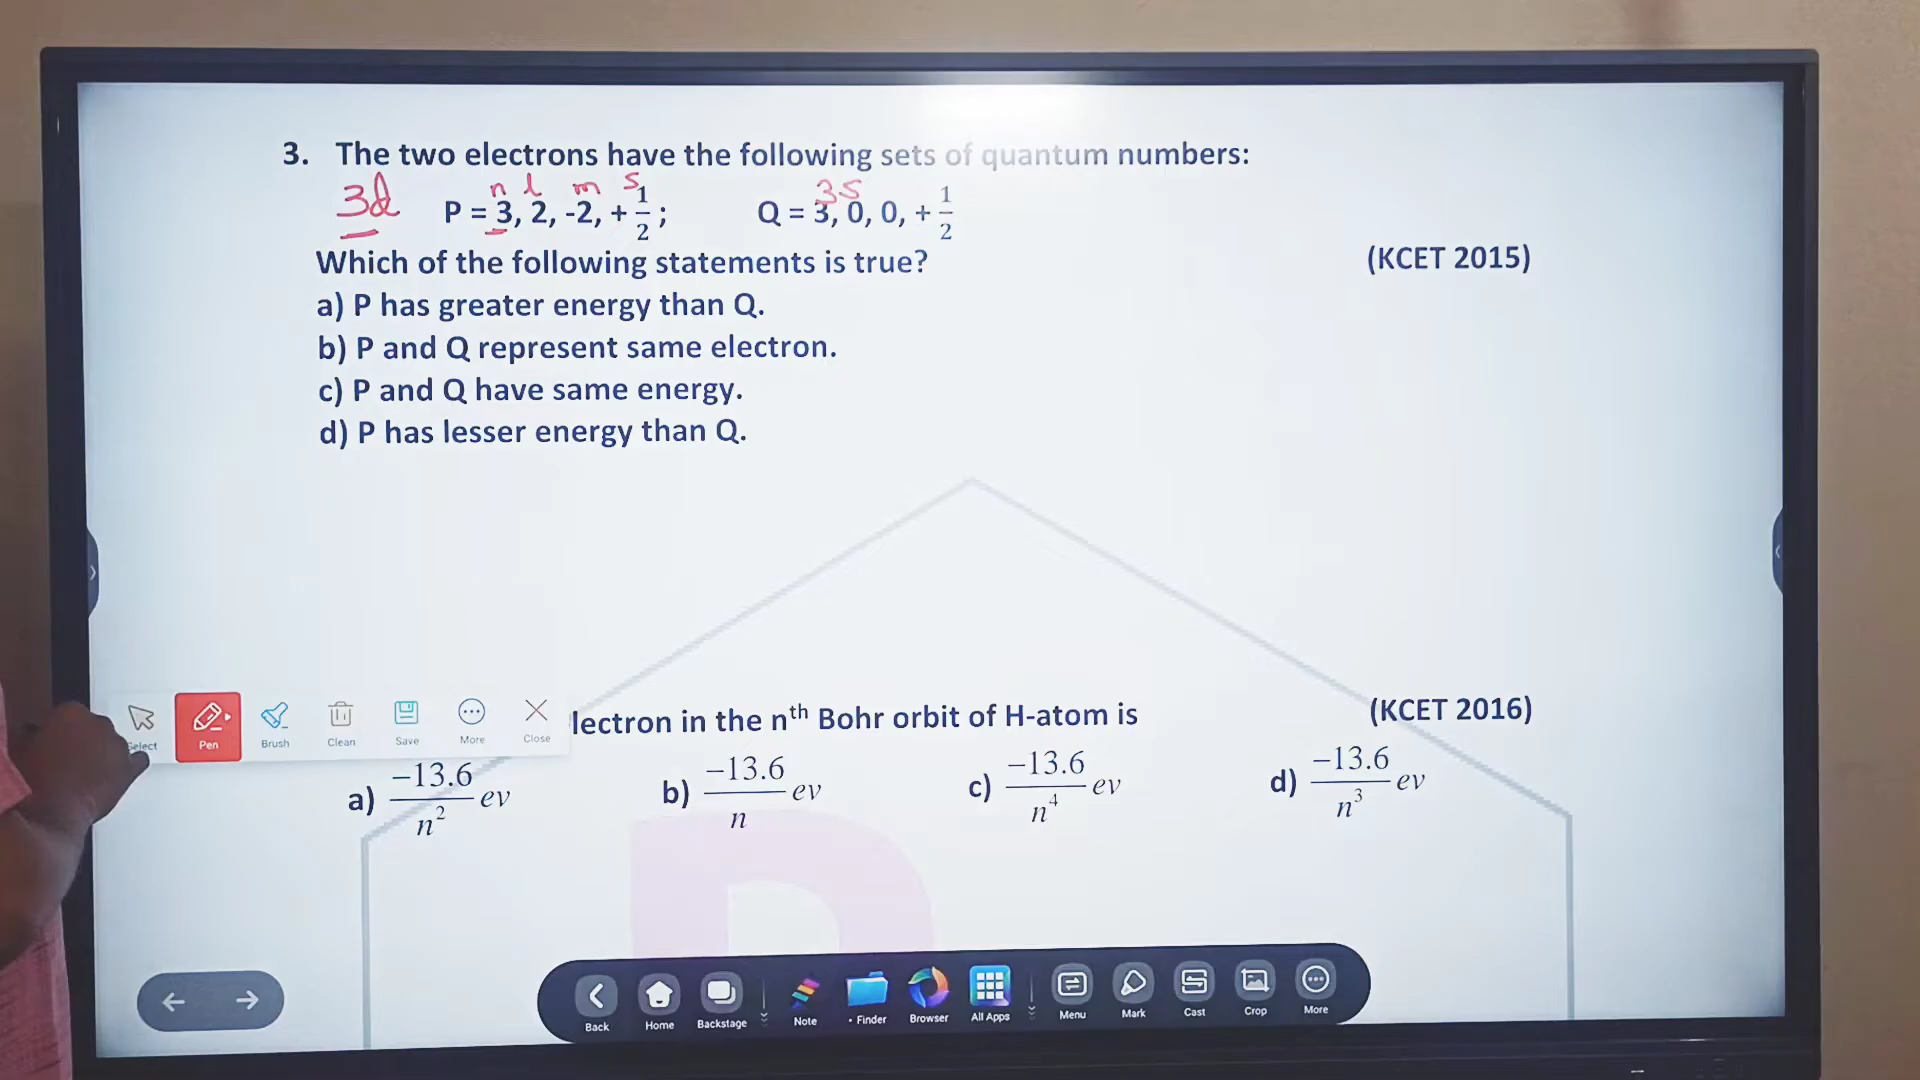 3. The two electrons have the following sets of quantum numbers:
n l m s 3s
3d P = 3, 2, -2, + 1/2 ; Q = 3, 0, 0, + 1/2
Which of the following statements is true? (KCET 2015)
a) P has greater energy than Q.
b) P and Q represent same electron.
c) P and Q have same energy.
d) P has lesser energy than Q.
lectron in the nth Bohr orbit of H-atom is (KCET 2016)
Select Pen Brush Clean Save More Close
a) −13.6/n² ev b) −13.6/n ev c) −13.6/n⁴ ev d) −13.6/n³ ev
Back Home Backstage Note Finder Browser All Apps Menu Mark Cast Crop More